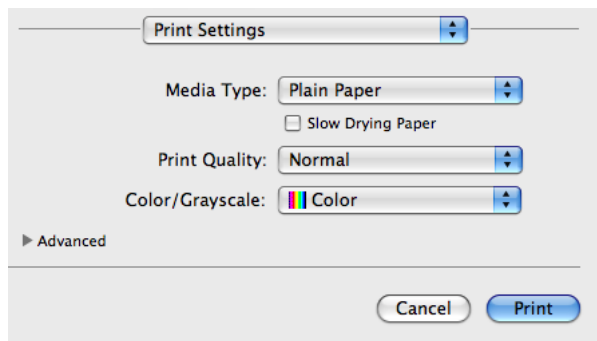 Print Settings
Media Type: Plain Paper
Slow Drying Paper
Print Quality: Normal
Color/Grayscale: Color
Advanced
Cancel Print